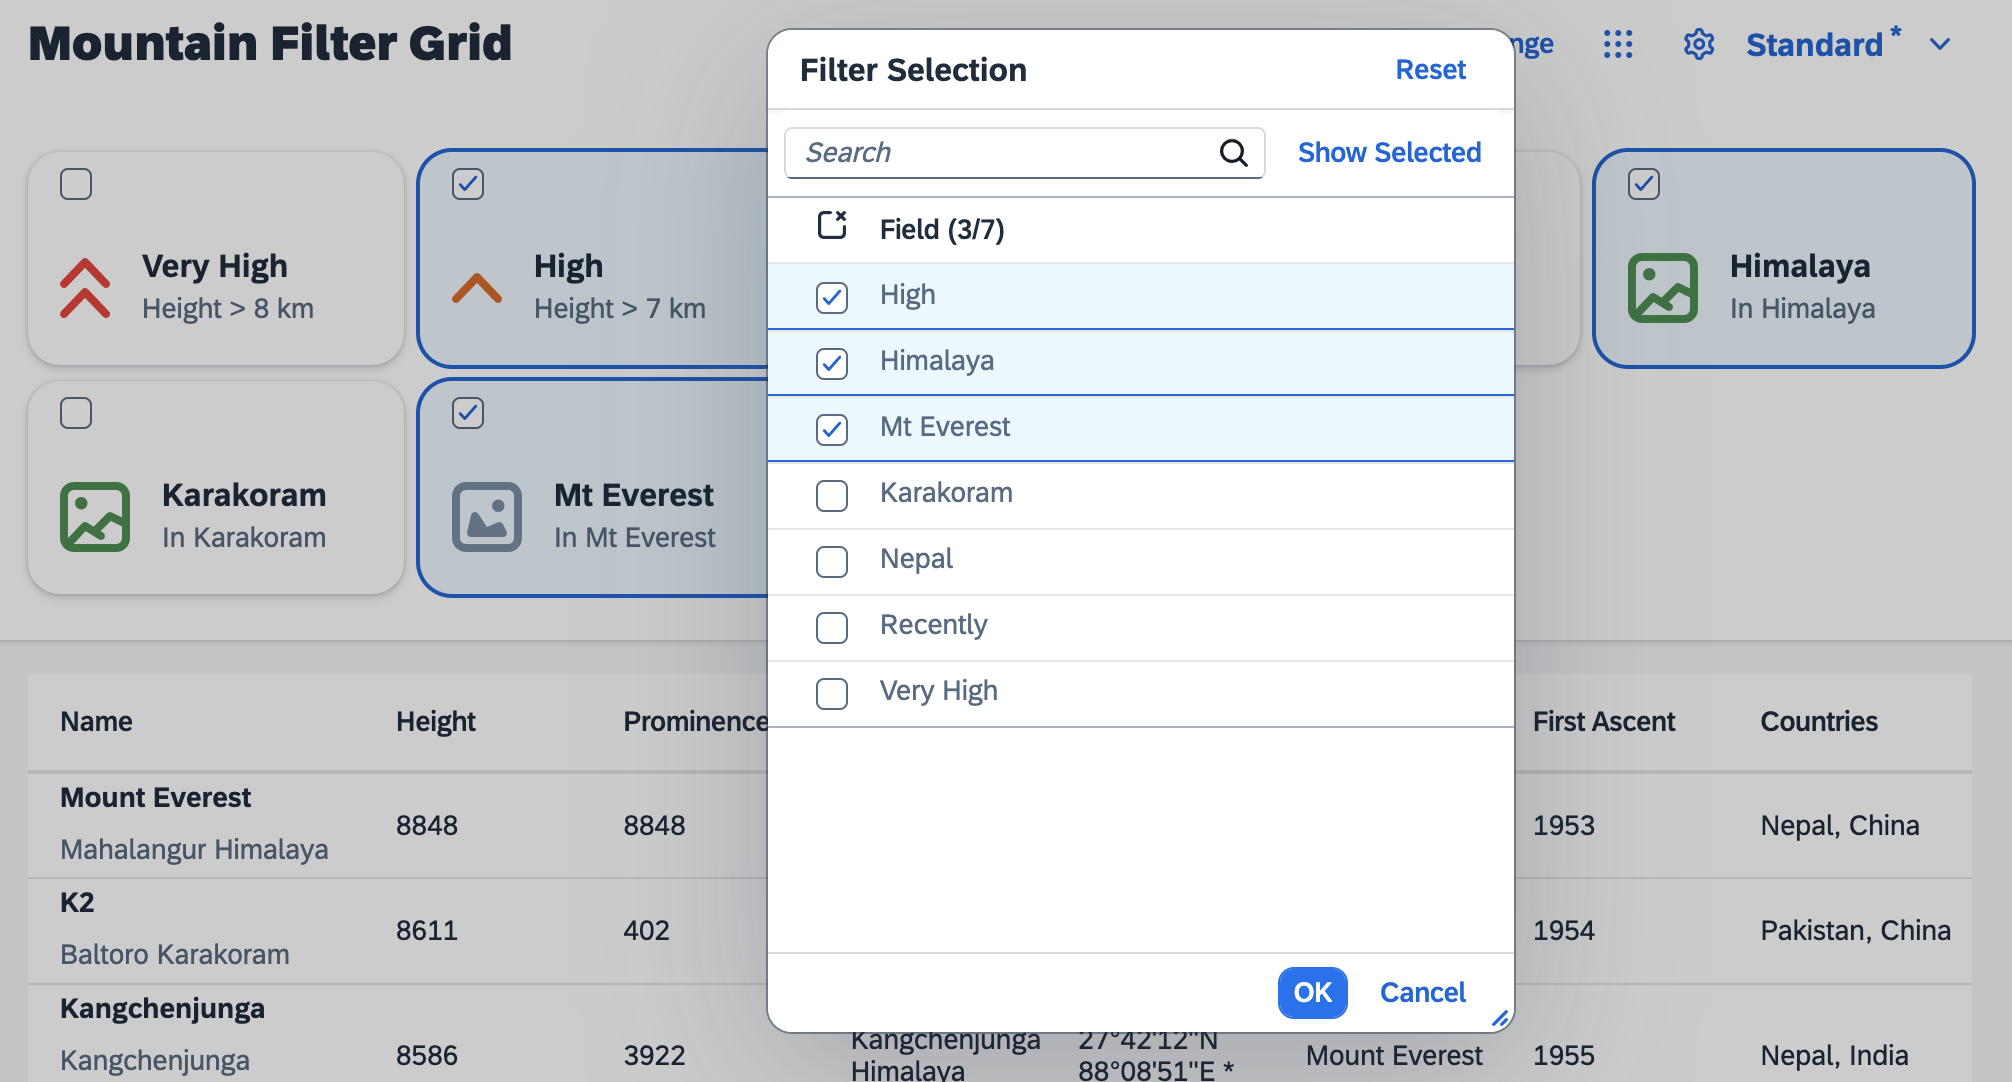 Mountain Filter Grid
nge
Standard *
Very High
Height > 8 km
High
Height > 7 km
Himalaya
In Himalaya
Karakoram
In Karakoram
Mt Everest
In Mt Everest
Filter Selection
Reset
Search
Show Selected
Field (3/7)
High
Himalaya
Mt Everest
Karakoram
Nepal
Recently
Very High
OK
Cancel
Name Height Prominence First Ascent Countries
Mount Everest
Mahalangur Himalaya
8848 8848 1953 Nepal, China
K2
Baltoro Karakoram
8611 402 1954 Pakistan, China
Kangchenjunga
Kangchenjunga
8586 3922
Kangchenjunga
Himalaya
27°42'12"N
88°08'51"E *
Mount Everest 1955 Nepal, India